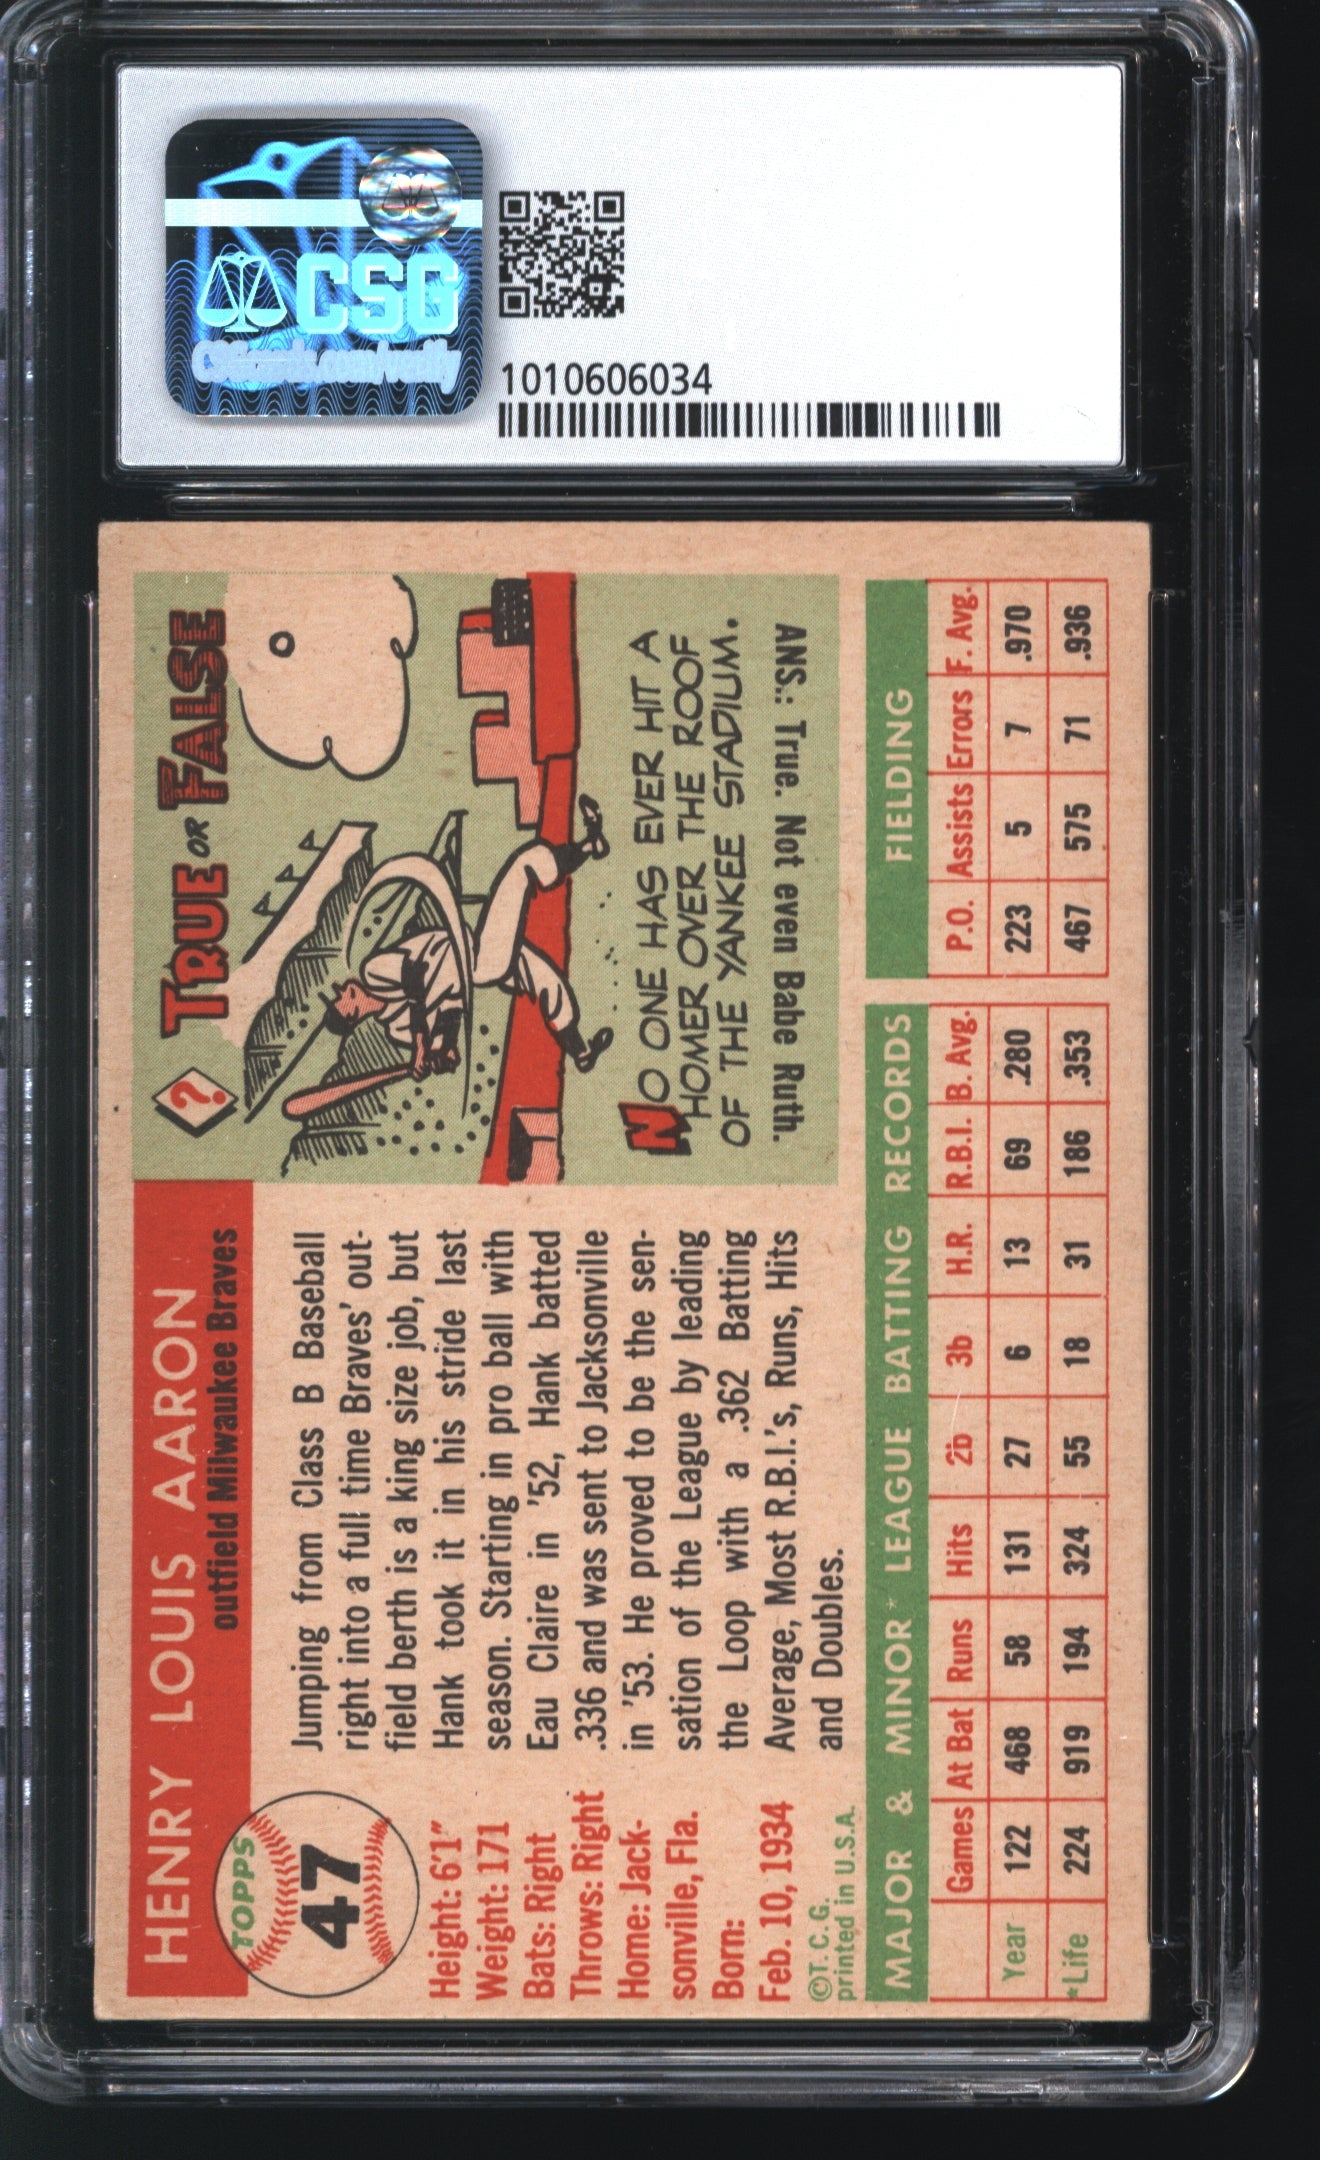 CSG
1010606034
HENRY LOUIS AARON
outfield Milwaukee Braves
TOPPS
47
Height: 6'1"
Weight: 171
Bats: Right
Throws: Right
Home: Jack-
sonville, Fla.
Born:
Feb. 10, 1934
©T. C. G.
printed in U.S.A.
Jumping from Class B Baseball
right into a full time Braves' out-
field berth is a king size job, but
Hank took it in his stride last
season. Starting in pro ball with
Eau Claire in '52, Hank batted
.336 and was sent to Jacksonville
in '53. He proved to be the sen-
sation of the League by leading
the Loop with a .362 Batting
Average, Most R.B.I.'s, Runs, Hits
and Doubles.
? TRUE OR FALSE
NO ONE HAS EVER HIT A
HOMER OVER THE ROOF
OF THE YANKEE STADIUM.
ANS.: True. Not even Babe Ruth.
MAJOR & MINOR* LEAGUE BATTING RECORDS FIELDING
Games At Bat Runs Hits 2b 3b H.R. R.B.I. B. Avg. P.O. Assists Errors F. Avg.
Year 122 468 58 131 27 6 13 69 .280 223 5 7 .970
*Life 224 919 194 324 55 18 31 186 .353 467 575 71 .936